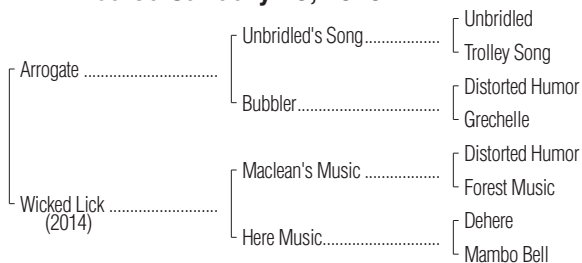 Unbridled
Unbridled's Song
Trolley Song
Arrogate
Distorted Humor
Bubbler
Grechelle
Distorted Humor
Maclean's Music
Forest Music
Wicked Lick
(2014)
Dehere
Here Music
Mambo Bell